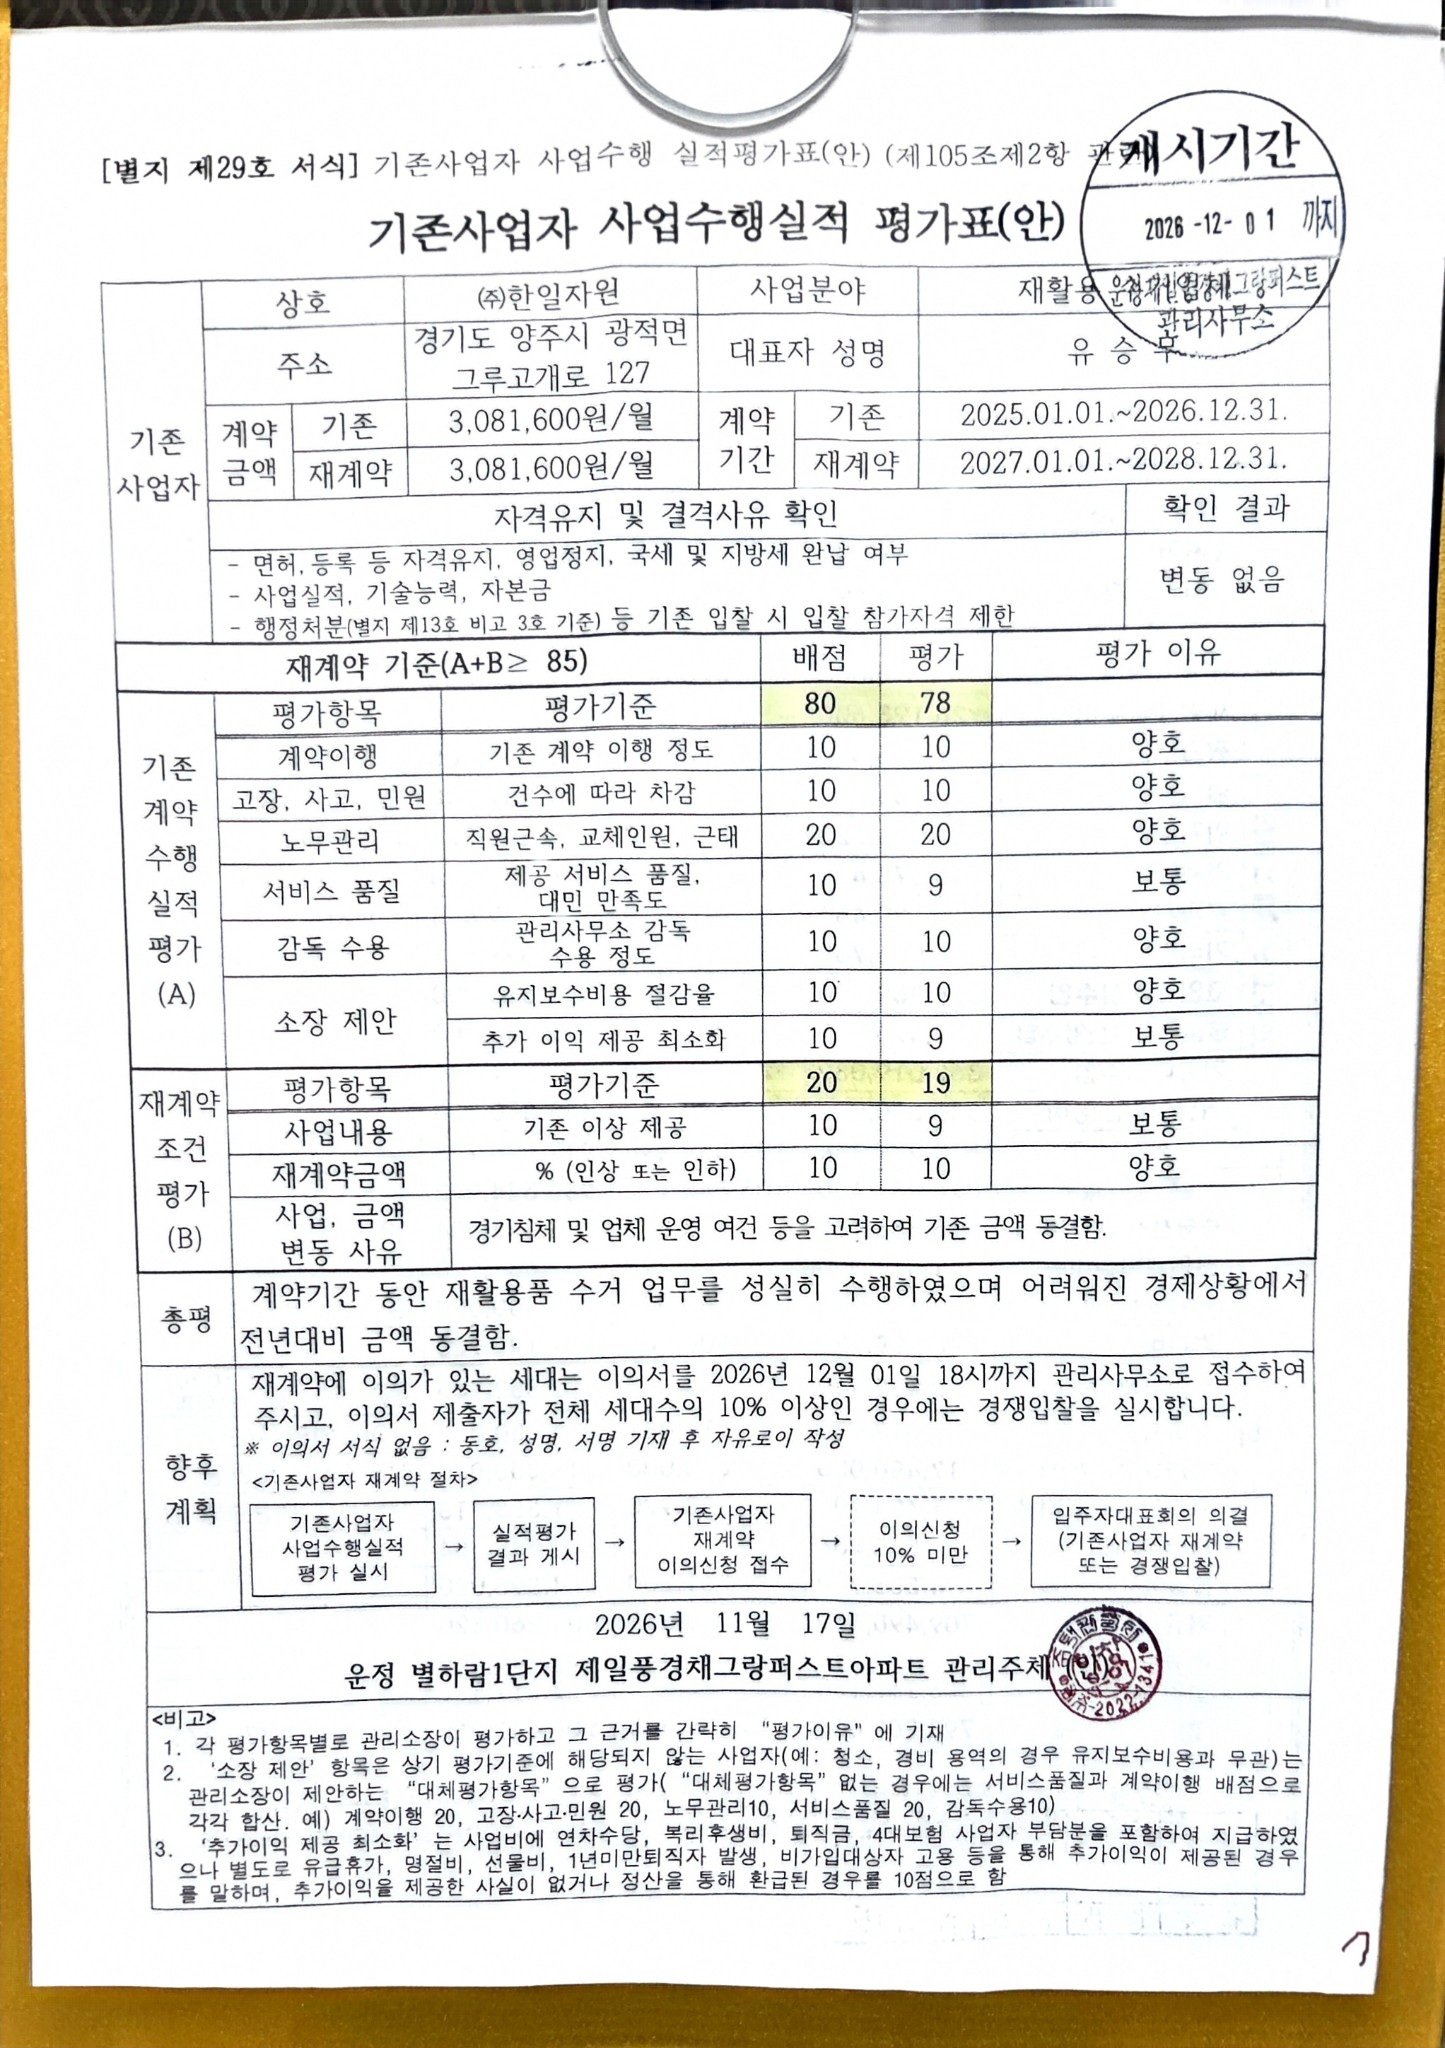 [별지 제29호 서식] 기존사업자 사업수행 실적평가표(안) (제105조제2항
게시기간
2026 -12- 01 까지
관리사무소
기존사업자 사업수행실적 평가표(안)
기존
사업자
상호
㈜한일자원
사업분야
재활용
주소
경기도 양주시 광적면
그루고개로 127
대표자 성명
유 승
계약
금액
기존
3,081,600원/월
계약
기간
기존
2025.01.01.~2026.12.31.
재계약
3,081,600원/월
재계약
2027.01.01.~2028.12.31.
자격유지 및 결격사유 확인
확인 결과
- 면허, 등록 등 자격유지, 영업정지, 국세 및 지방세 완납 여부
- 사업실적, 기술능력, 자본금
- 행정처분(별지 제13호 비고 3호 기준) 등 기존 입찰 시 입찰 참가자격 제한
변동 없음
재계약 기준(A+B≥ 85)
배점
평가
평가 이유
기존
계약
수행
실적
평가
(A)
평가항목
평가기준
80
78
계약이행
기존 계약 이행 정도
10
10
양호
고장, 사고, 민원
건수에 따라 차감
10
10
양호
노무관리
직원근속, 교체인원, 근태
20
20
양호
서비스 품질
제공 서비스 품질,
대민 만족도
10
9
보통
감독 수용
관리사무소 감독
수용 정도
10
10
양호
소장 제안
유지보수비용 절감율
10
10
양호
추가 이익 제공 최소화
10
9
보통
재계약
조건
평가
(B)
평가항목
평가기준
20
19
사업내용
기존 이상 제공
10
9
보통
재계약금액
% (인상 또는 인하)
10
10
양호
사업, 금액
변동 사유
경기침체 및 업체 운영 여건 등을 고려하여 기존 금액 동결함.
총평
계약기간 동안 재활용품 수거 업무를 성실히 수행하였으며 어려워진 경제상황에서
전년대비 금액 동결함.
향후
계획
재계약에 이의가 있는 세대는 이의서를 2026년 12월 01일 18시까지 관리사무소로 접수하여
주시고, 이의서 제출자가 전체 세대수의 10% 이상인 경우에는 경쟁입찰을 실시합니다.
※ 이의서 서식 없음 : 동호, 성명, 서명 기재 후 자유로이 작성
<기존사업자 재계약 절차>
기존사업자
사업수행실적
평가 실시
→
실적평가
결과 게시
→
기존사업자
재계약
이의신청 접수
→
이의신청
10% 미만
→
입주자대표회의 의결
(기존사업자 재계약
또는 경쟁입찰)
2026년 11월 17일
운정 별하람1단지 제일풍경채그랑퍼스트아파트 관리주체
<비고>
1. 각 평가항목별로 관리소장이 평가하고 그 근거를 간략히 "평가이유"에 기재
2. '소장 제안' 항목은 상기 평가기준에 해당되지 않는 사업자(예: 청소, 경비 용역의 경우 유지보수비용과 무관)는
관리소장이 제안하는 "대체평가항목"으로 평가( "대체평가항목" 없는 경우에는 서비스품질과 계약이행 배점으로
각각 합산. 예) 계약이행 20, 고장·사고·민원 20, 노무관리10, 서비스품질 20, 감독수용10)
3. '추가이익 제공 최소화' 는 사업비에 연차수당, 복리후생비, 퇴직금, 4대보험 사업자 부담분을 포함하여 지급하였
으나 별도로 유급휴가, 명절비, 선물비, 1년미만퇴직자 발생, 비가입대상자 고용 등을 통해 추가이익이 제공된 경우
를 말하며, 추가이익을 제공한 사실이 없거나 정산을 통해 환급된 경우를 10점으로 함